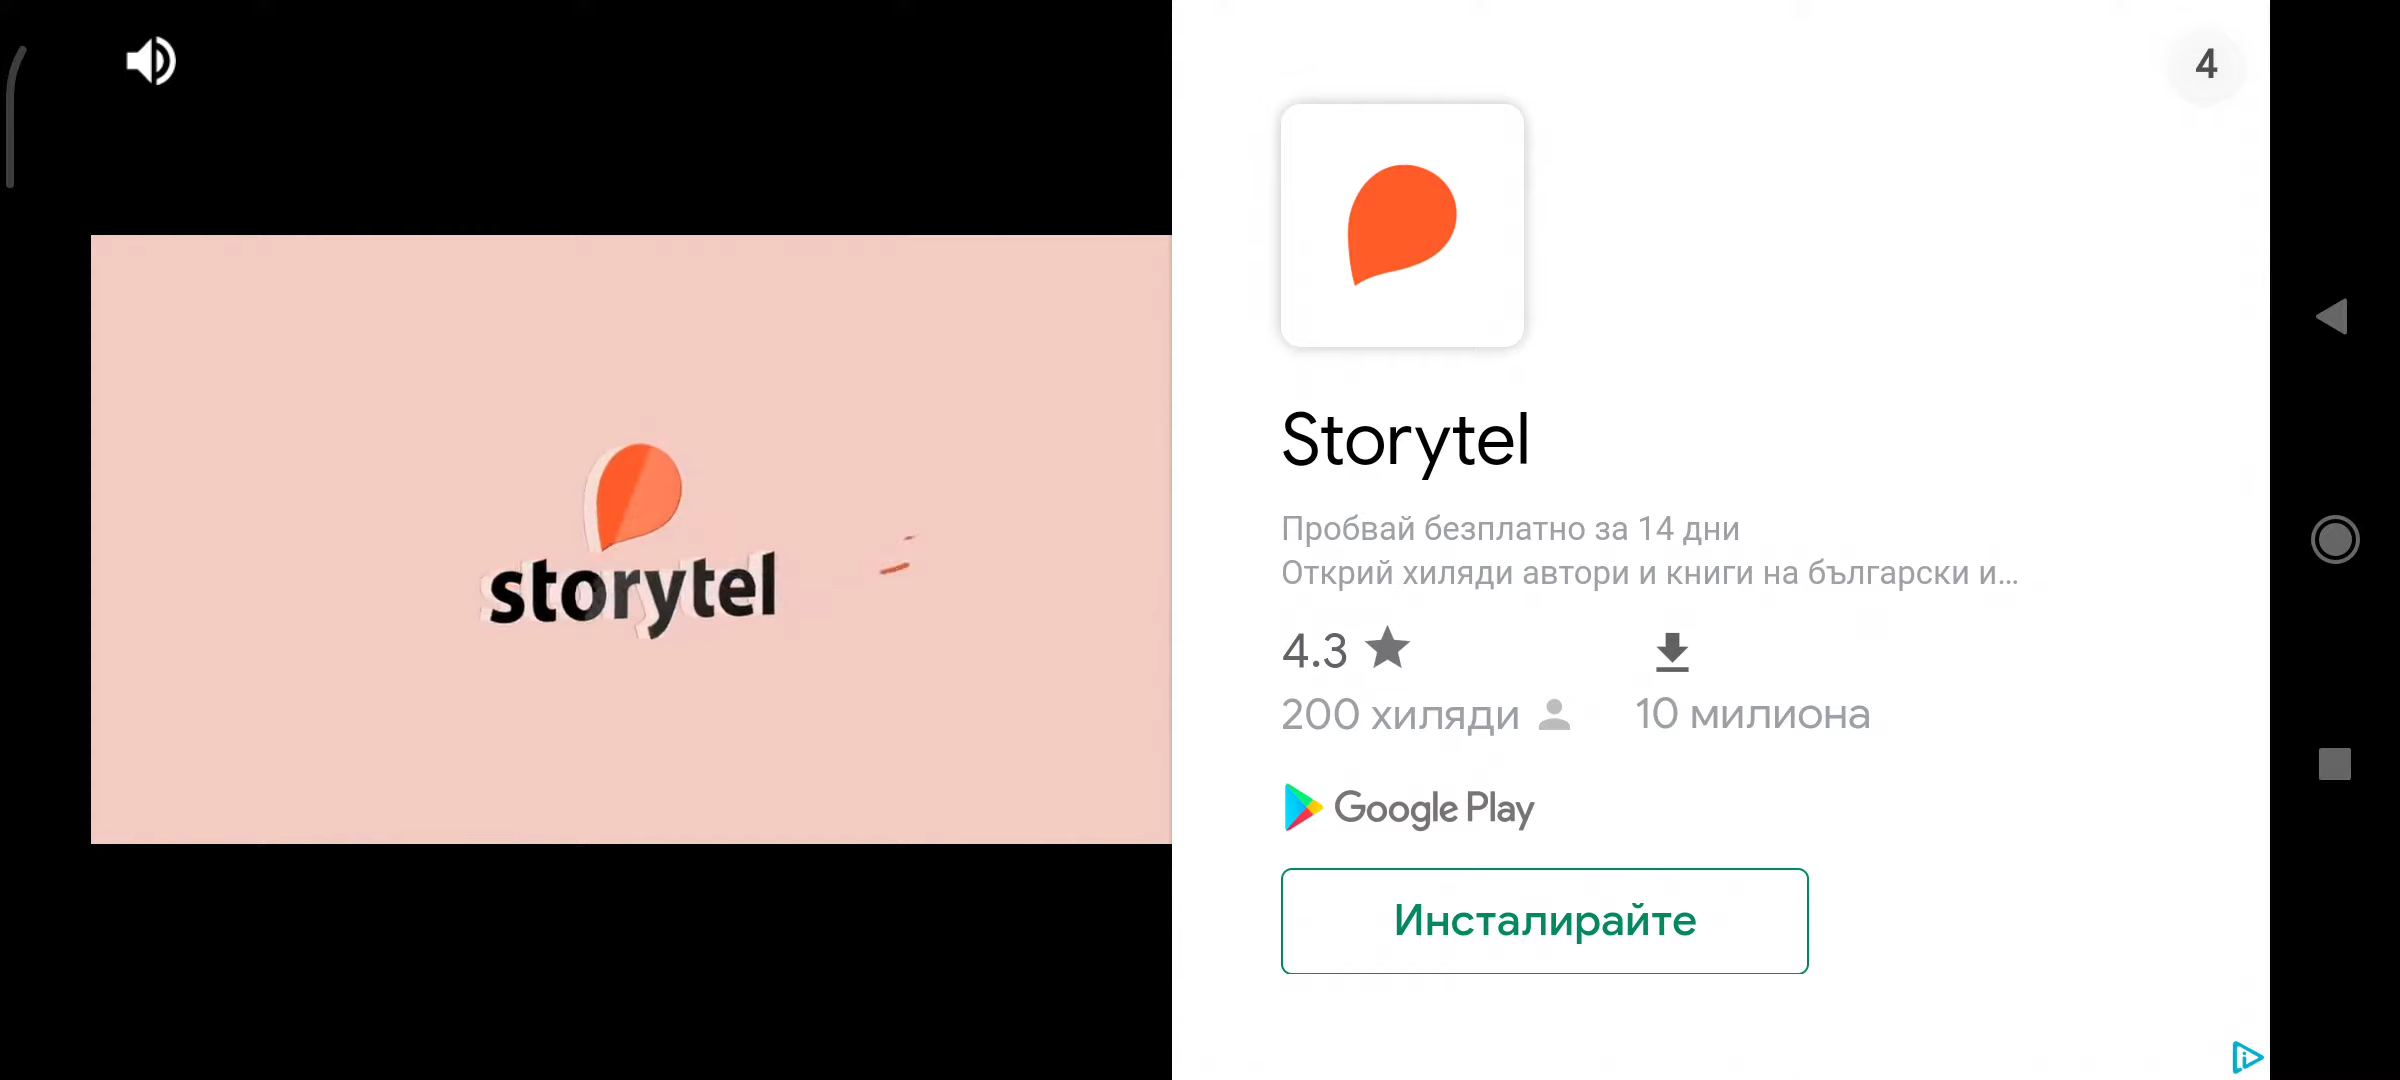 4
storytel
Storytel
Пробвай безплатно за 14 дни
Открий хиляди автори и книги на български и...
4.3
200 хиляди
10 милиона
Google Play
Инсталирайте